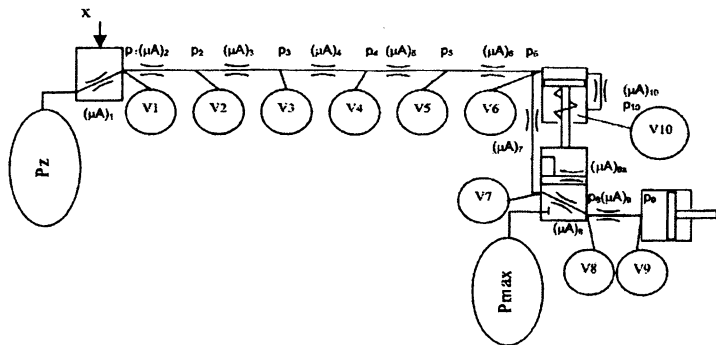 X
p₁(μA)₂ p₂ (μA)₃ p₃ (μA)₄ p₄ (μA)₅ p₅ (μA)₆ p₆
(μA)₁ V1 V2 V3 V4 V5 V6
(μA)₁₀
p₁₀
V10
Pz
(μA)₇
(μA)₈ₐ
V7
p₈(μA)₉ p₉
(μA)₈
V8 V9
Pmax